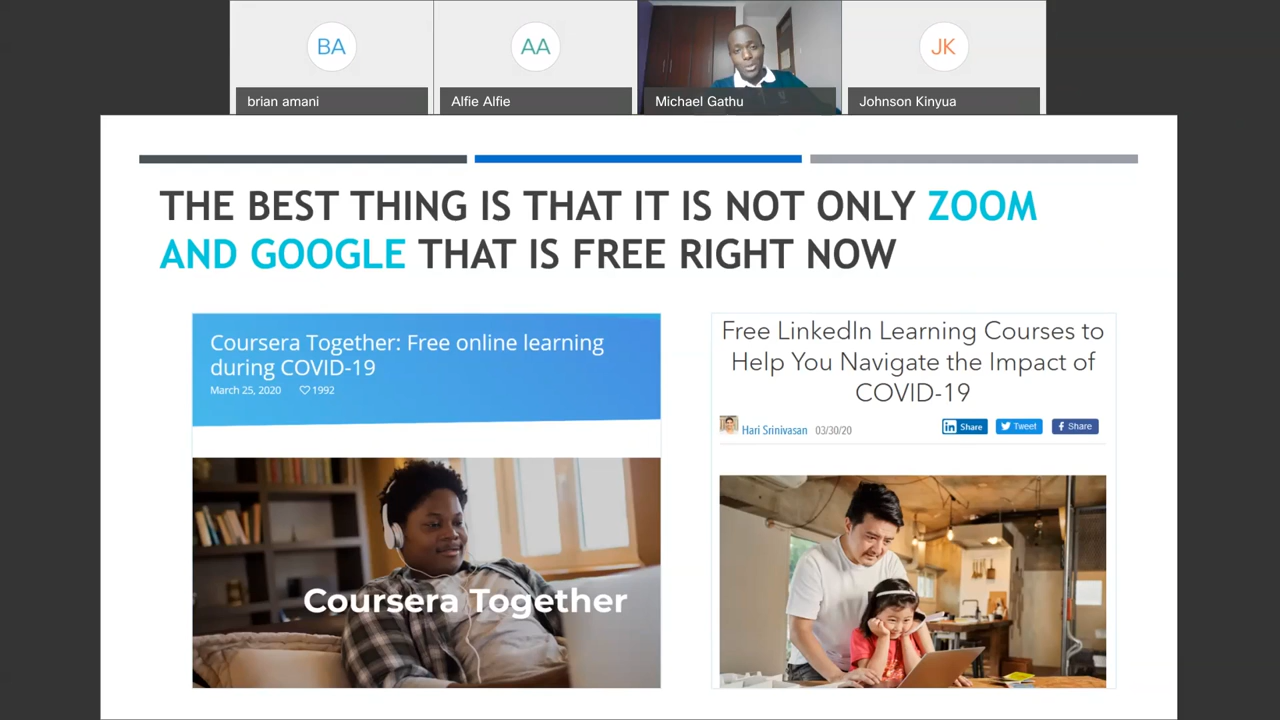 BA
AA
JK
brian amani
Alfie Alfie
Michael Gathu
Johnson Kinyua
THE BEST THING IS THAT IT IS NOT ONLY ZOOM
AND GOOGLE THAT IS FREE RIGHT NOW
Coursera Together: Free online learning
during COVID-19
March 25, 2020 1992
Coursera Together
Free LinkedIn Learning Courses to
Help You Navigate the Impact of
COVID-19
Hari Srinivasan 03/30/20 in Share Tweet f Share